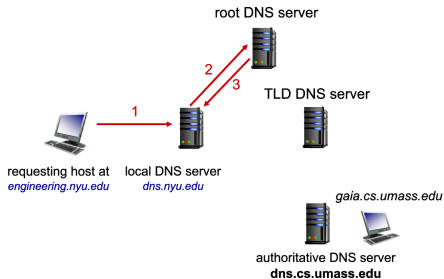 root DNS server
2
3
TLD DNS server
1
requesting host at
engineering.nyu.edu
local DNS server
dns.nyu.edu
gaia.cs.umass.edu
authoritative DNS server
dns.cs.umass.edu